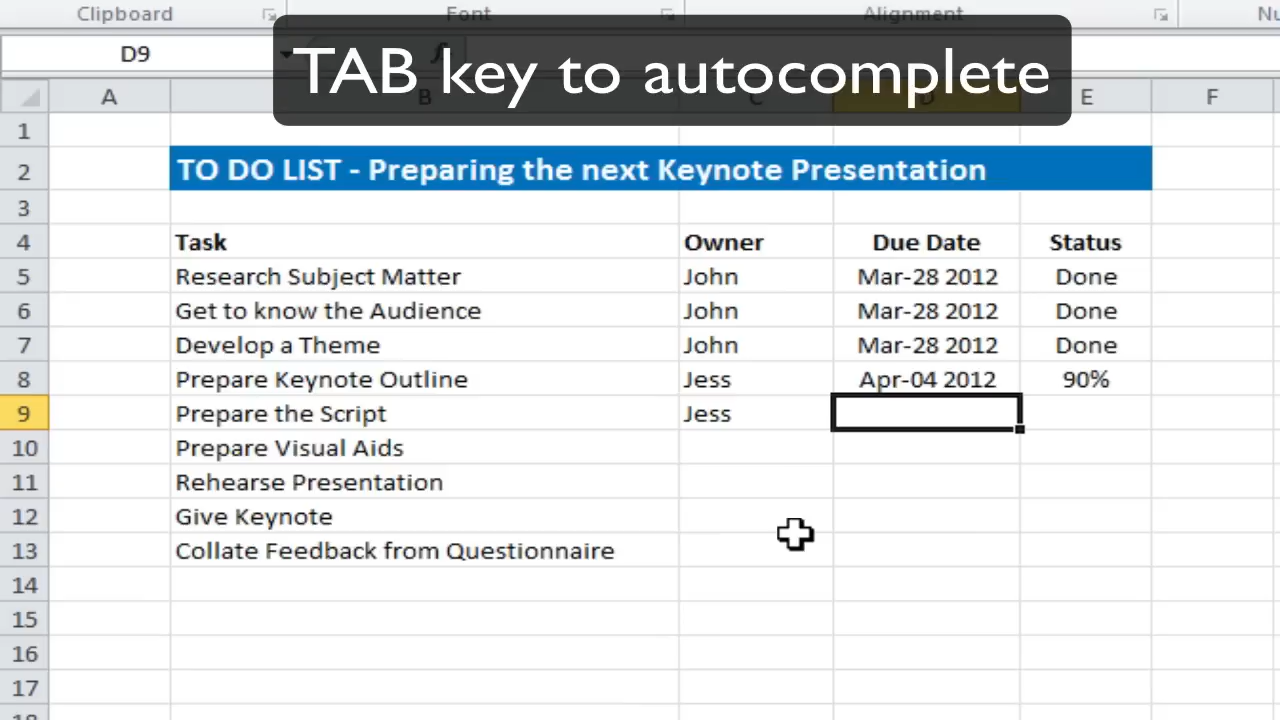 Clipboard Font Alignment Nu
TAB key to autocomplete
D9
A B C D E F
1
2 TO DO LIST - Preparing the next Keynote Presentation
3
4 Task Owner Due Date Status
5 Research Subject Matter John Mar-28 2012 Done
6 Get to know the Audience John Mar-28 2012 Done
7 Develop a Theme John Mar-28 2012 Done
8 Prepare Keynote Outline Jess Apr-04 2012 90%
9 Prepare the Script Jess
10 Prepare Visual Aids
11 Rehearse Presentation
12 Give Keynote
13 Collate Feedback from Questionnaire
14
15
16
17
18